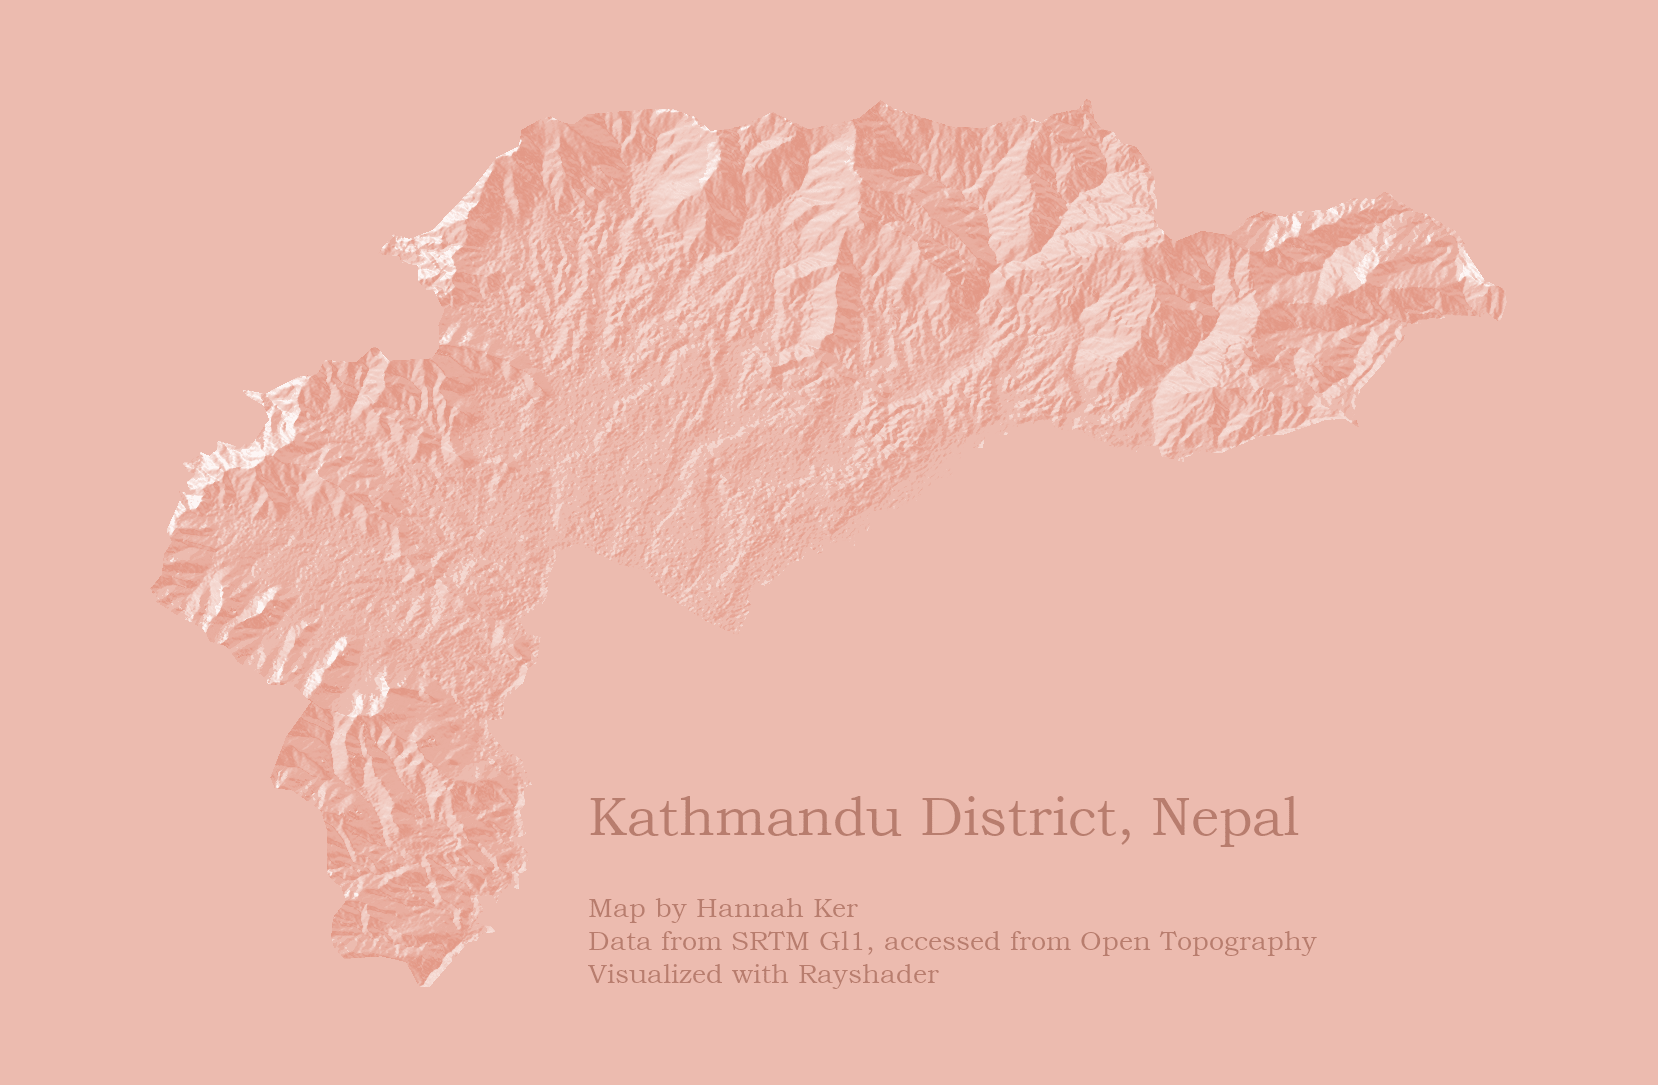 Kathmandu District, Nepal
Map by Hannah Ker
Data from SRTM Gl1, accessed from Open Topography
Visualized with Rayshader